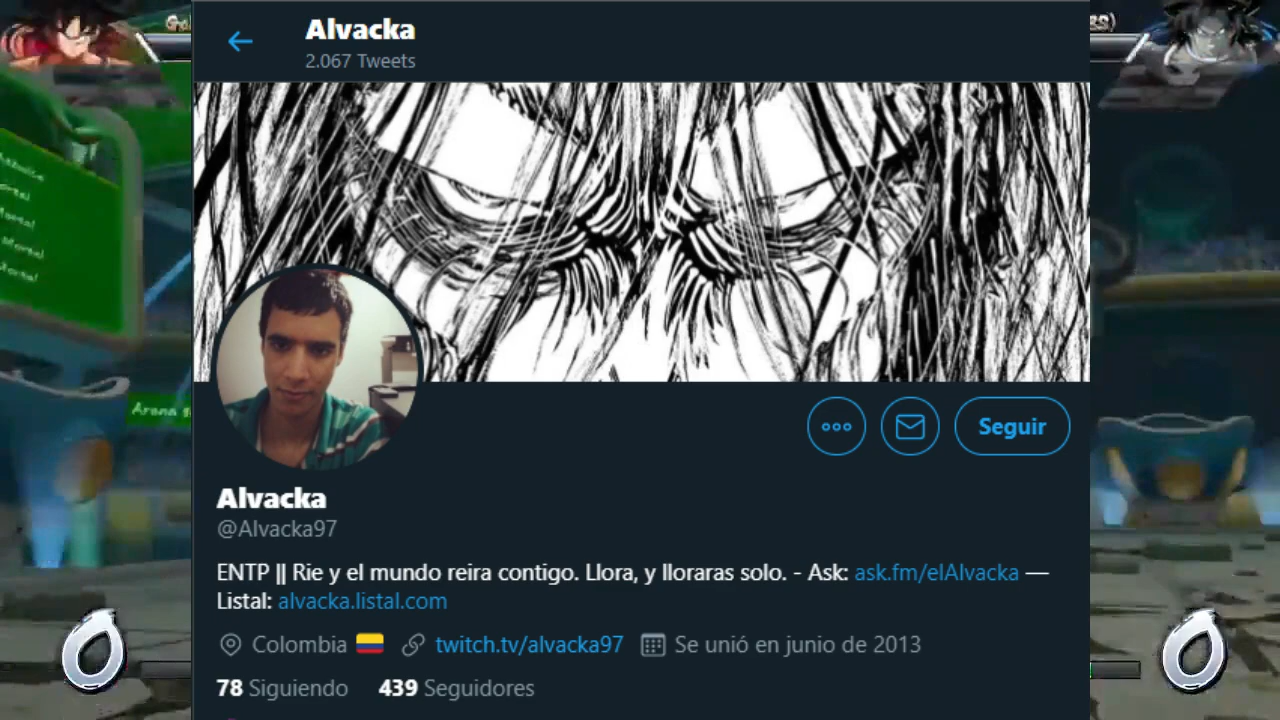 Alvacka
2.067 Tweets
Seguir
Alvacka
@Alvacka97
ENTP || Rie y el mundo reira contigo. Llora, y lloraras solo. - Ask: ask.fm/elAlvacka —
Listal: alvacka.listal.com
Colombia 🇨🇴 twitch.tv/alvacka97 Se unió en junio de 2013
78 Siguiendo 439 Seguidores
Arena